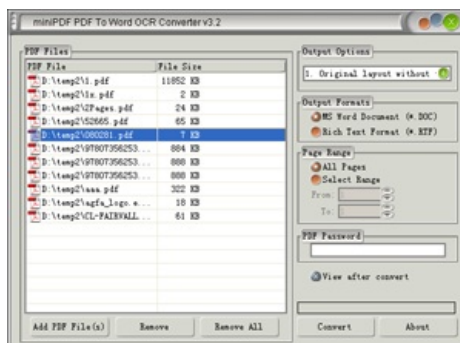 miniPDF PDF To Word OCR Converter v3.2
PDF Files
PDF File File Size
D:\temp2\1.pdf 11852 KB
D:\temp2\1x.pdf 2 KB
D:\temp2\2Pages.pdf 24 KB
D:\temp2\52665.pdf 65 KB
D:\temp2\080281.pdf 7 KB
D:\temp2\97807356253... 884 KB
D:\temp2\97807356253... 888 KB
D:\temp2\97807356253... 888 KB
D:\temp2\aaa.pdf 322 KB
D:\temp2\agfa_logo.e... 18 KB
D:\temp2\CL-FAIRWALL... 61 KB
Add PDF File(s) Remove Remove All
Output Options
1. Original layout without
Output Formats
MS Word Document (*.DOC)
Rich Text Format (*.RTF)
Page Range
All Pages
Select Range
From:
To:
PDF Password
View after convert
Convert About